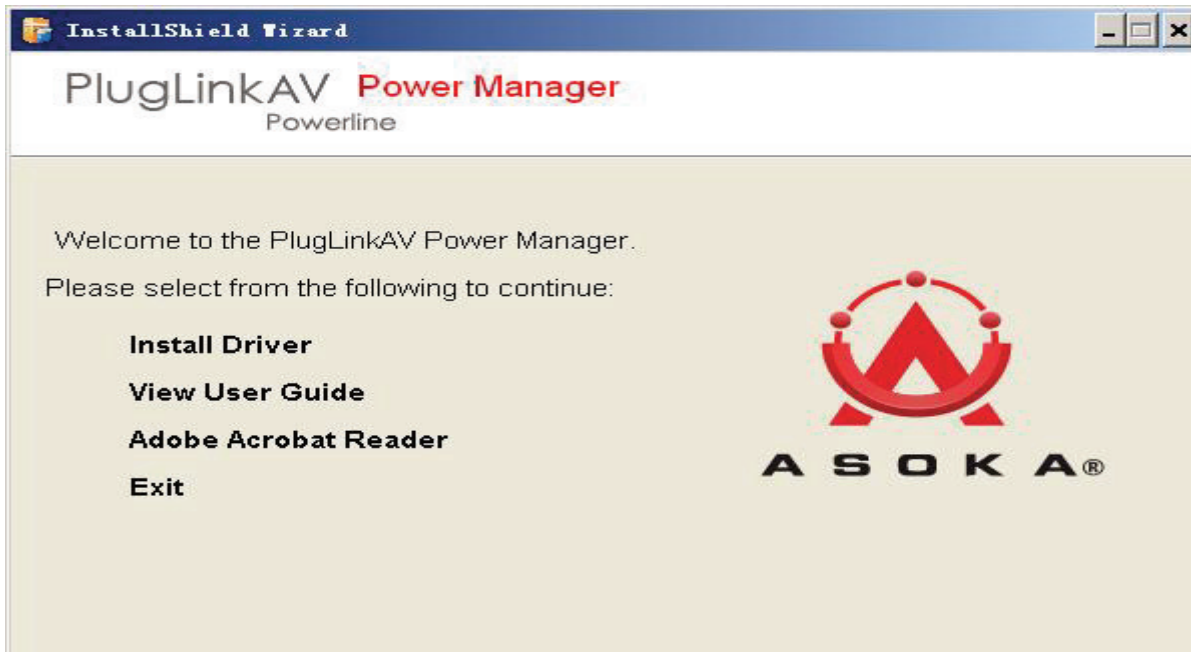 InstallShield Wizard
PlugLinkAV Power Manager
Powerline
Welcome to the PlugLinkAV Power Manager.
Please select from the following to continue:
Install Driver
View User Guide
Adobe Acrobat Reader
Exit
ASOKA®